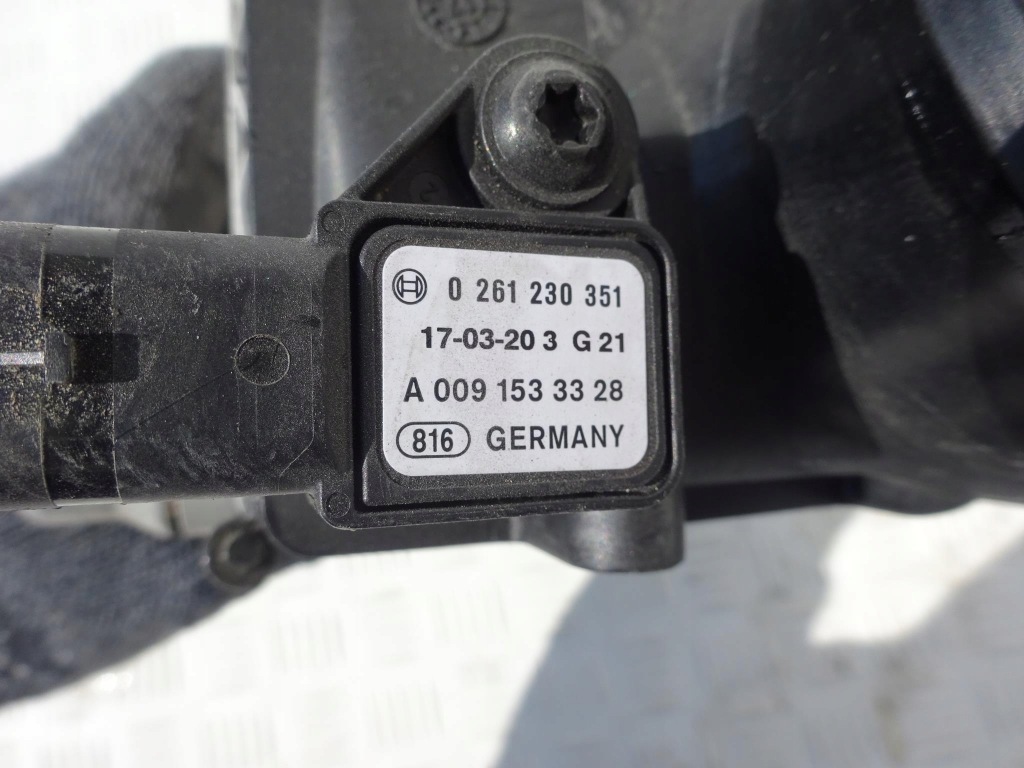 0 261 230 351
17-03-20 3 G 21
A 009 153 33 28
816 GERMANY